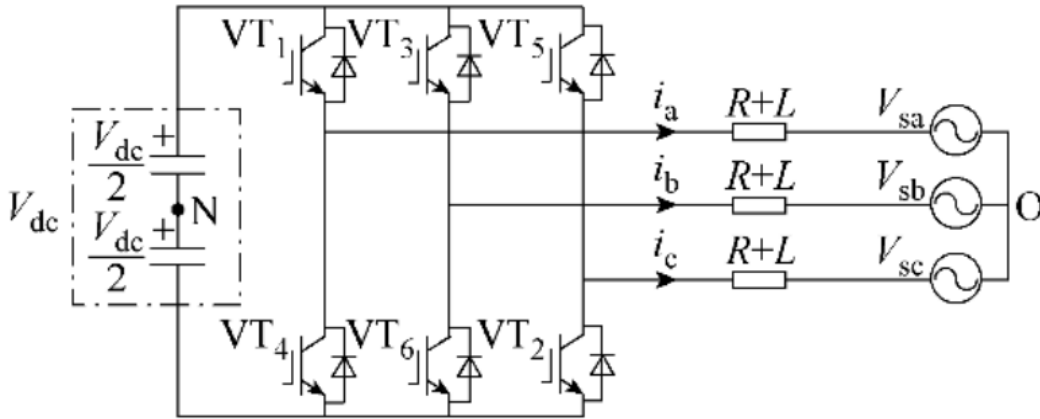 VT1 VT3 VT5
ia R+L Vsa
Vdc/2 +
Vdc N ib R+L Vsb O
Vdc/2 +
ic R+L Vsc
VT4 VT6 VT2